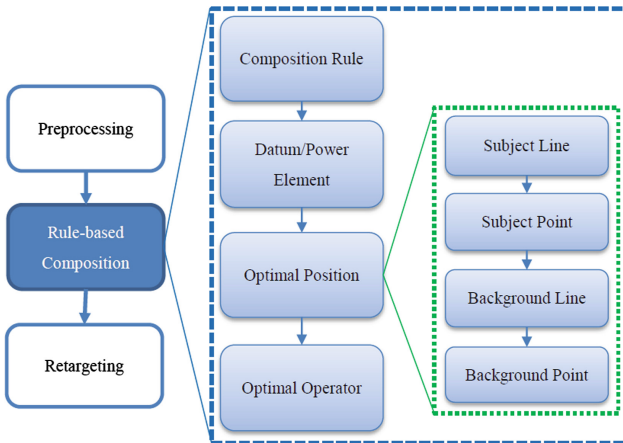 Preprocessing
Rule-based
Composition
Retargeting
Composition Rule
Datum/Power
Element
Optimal Position
Optimal Operator
Subject Line
Subject Point
Background Line
Background Point